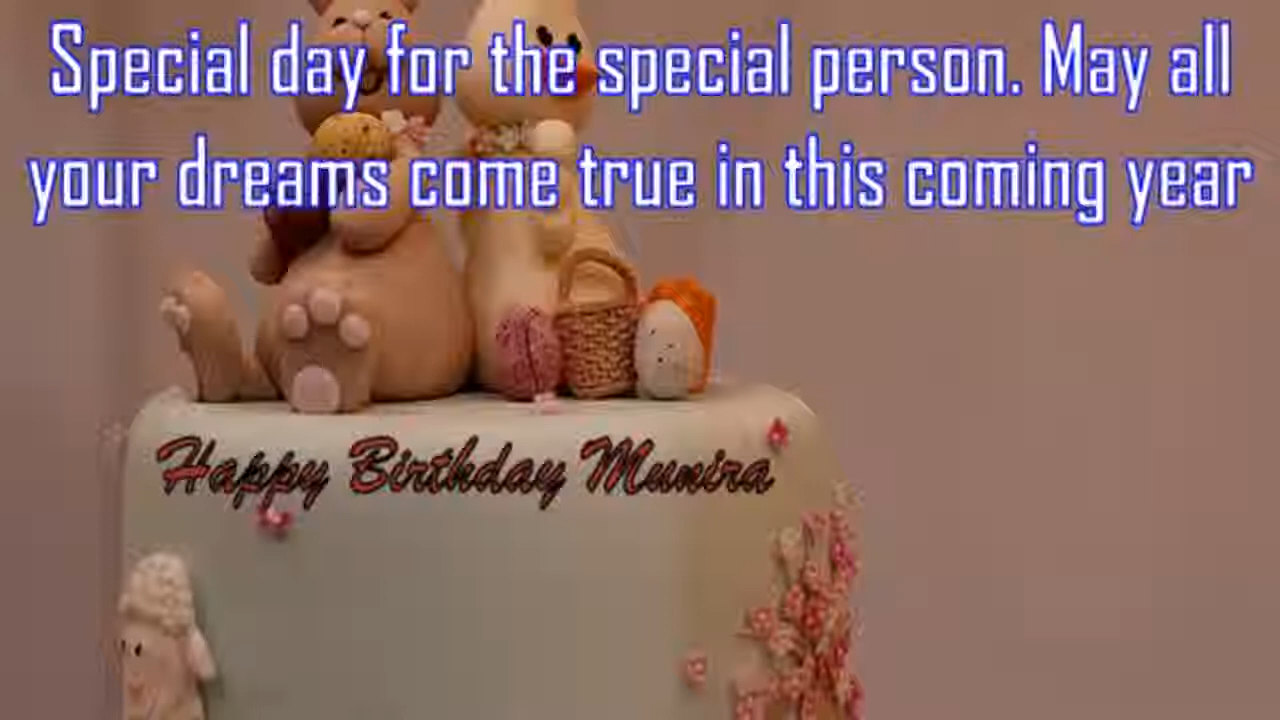 Special day for the special person. May all
your dreams come true in this coming year
Happy Birthday Munira